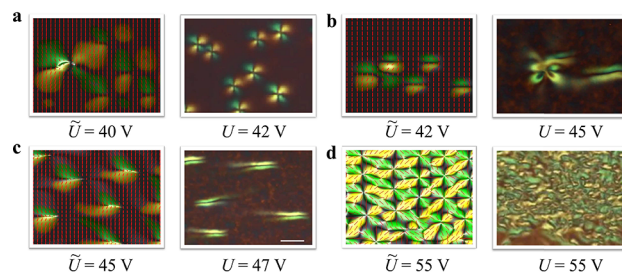 a b
Ũ = 40 V U = 42 V Ũ = 42 V U = 45 V
c d
Ũ = 45 V U = 47 V Ũ = 55 V U = 55 V